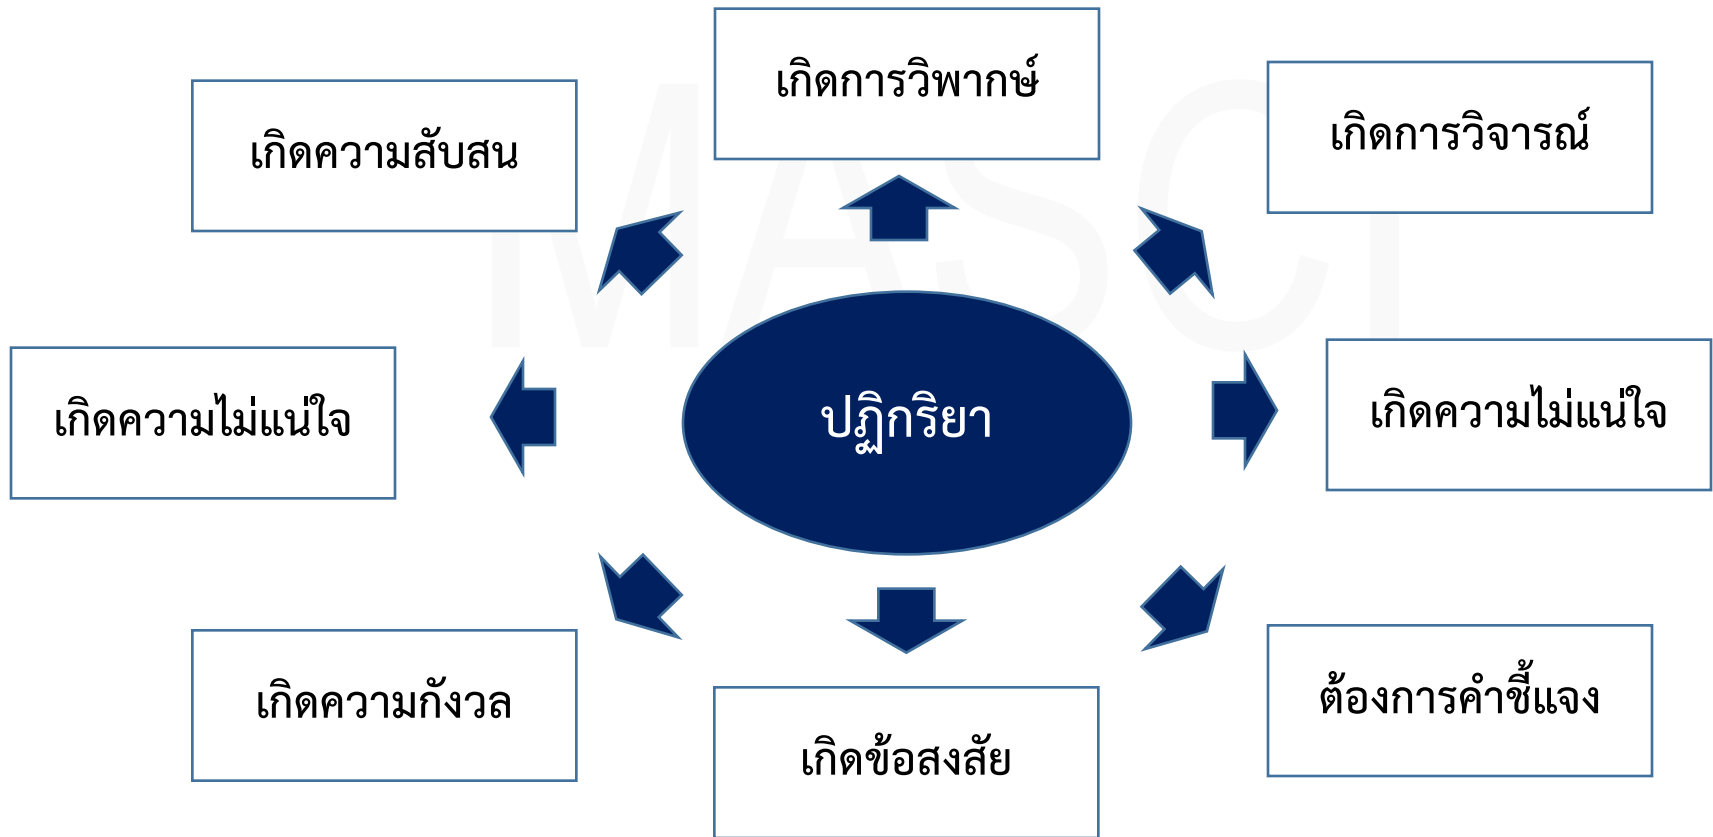 เกิดการวิพากษ์
เกิดการวิจารณ์
เกิดความสับสน
MASCI
เกิดความไม่แน่ใจ
ปฏิกริยา
เกิดความไม่แน่ใจ
เกิดความกังวล
ต้องการคำชี้แจง
เกิดข้อสงสัย